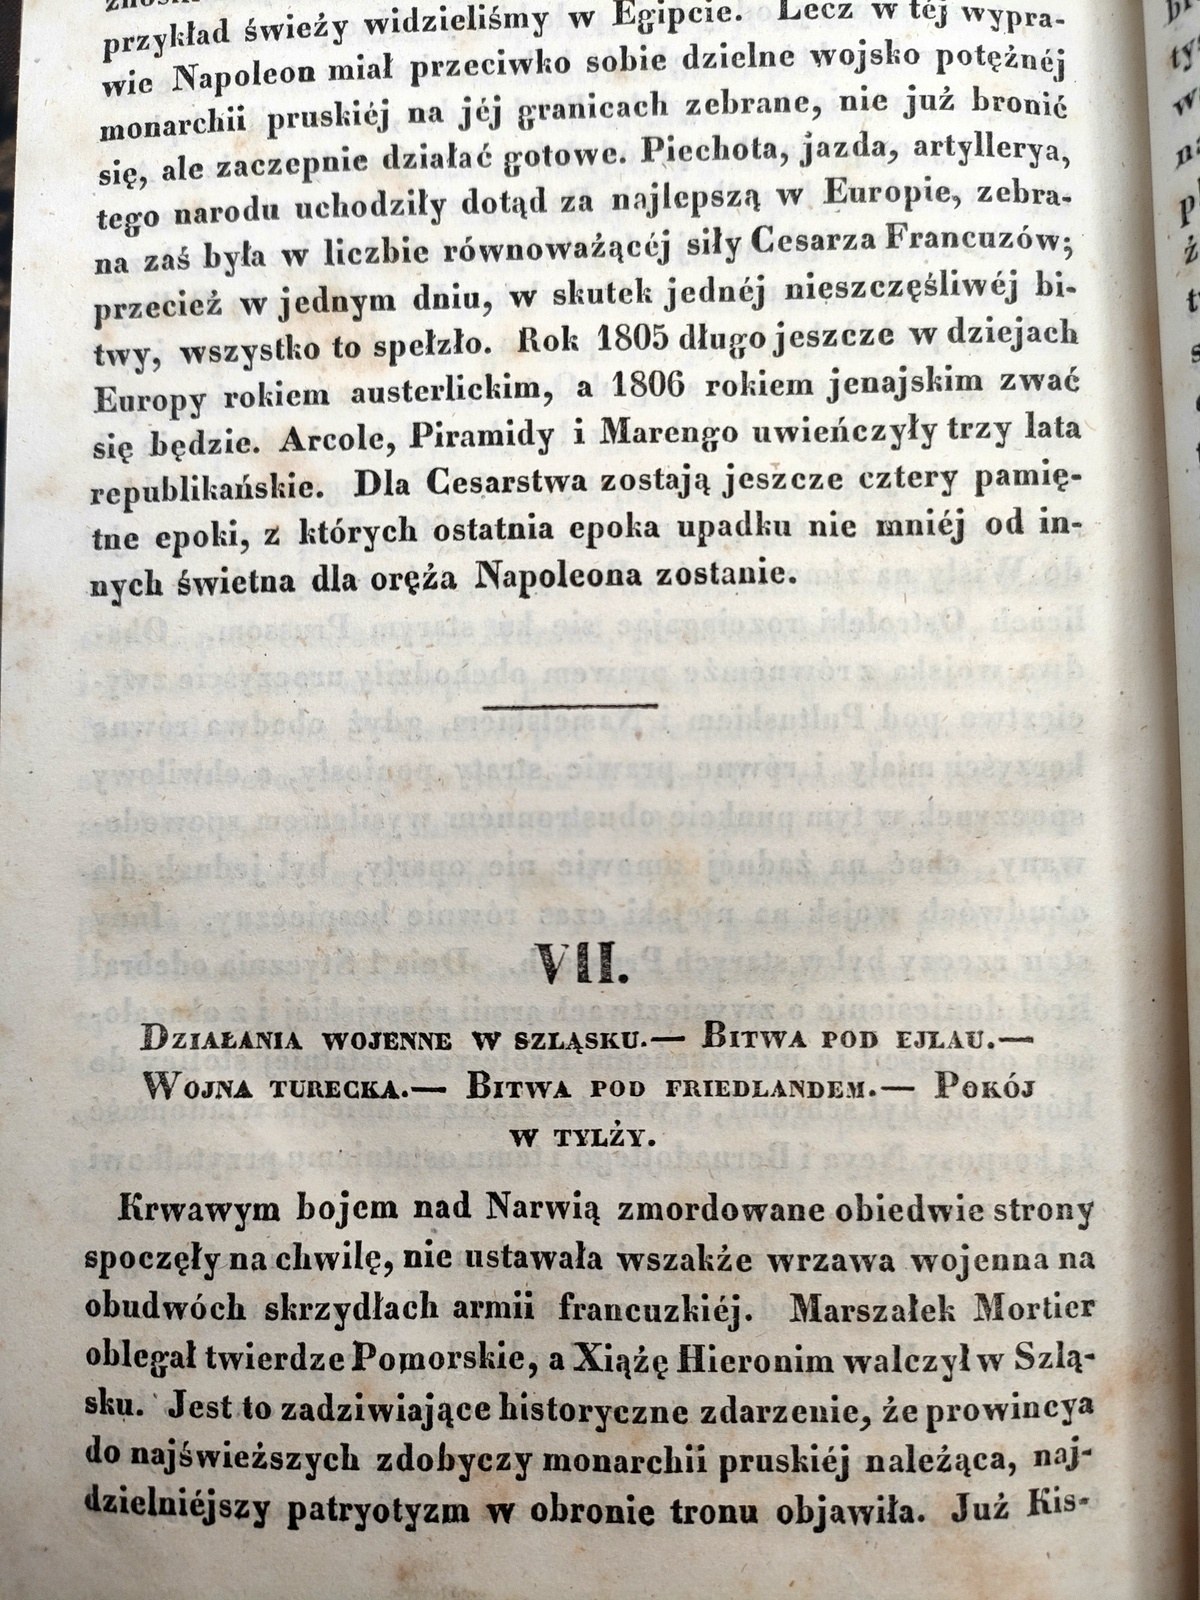 przykład świeży widzieliśmy w Egipcie. Lecz w téj wypra-
wie Napoleon miał przeciwko sobie dzielne wojsko potężnéj
monarchii pruskiéj na jéj granicach zebrane, nie już bronić
się, ale zaczepnie działać gotowe. Piechota, jazda, artyllerya,
tego narodu uchodziły dotąd za najlepszą w Europie, zebra-
na zaś była w liczbie równoważącéj siły Cesarza Francuzów;
przecież w jednym dniu, w skutek jednéj nieszczęśliwéj bi-
twy, wszystko to spełzło. Rok 1805 długo jeszcze w dziejach
Europy rokiem austerlickim, a 1806 rokiem jenajskim zwać
się będzie. Arcole, Piramidy i Marengo uwieńczyły trzy lata
republikańskie. Dla Cesarstwa zostają jeszcze cztery pamię-
tne epoki, z których ostatnia epoka upadku nie mniéj od in-
nych świetna dla oręża Napoleona zostanie.
VII.
Działania wojenne w Szląsku.— Bitwa pod Ejlau.—
Wojna turecka.— Bitwa pod Friedlandem.— Pokój
w Tylży.
Krwawym bojem nad Narwią zmordowane obiedwie strony
spoczęły na chwilę, nie ustawała wszakże wrzawa wojenna na
obudwóch skrzydłach armii francuzkiéj. Marszałek Mortier
oblegał twierdze Pomorskie, a Xiążę Hieronim walczył w Szlą-
sku. Jest to zadziwiające historyczne zdarzenie, że prowincya
do najświeższych zdobyczy monarchii pruskiéj należąca, naj-
dzielniéjszy patryotyzm w obronie tronu objawiła. Już Kis-